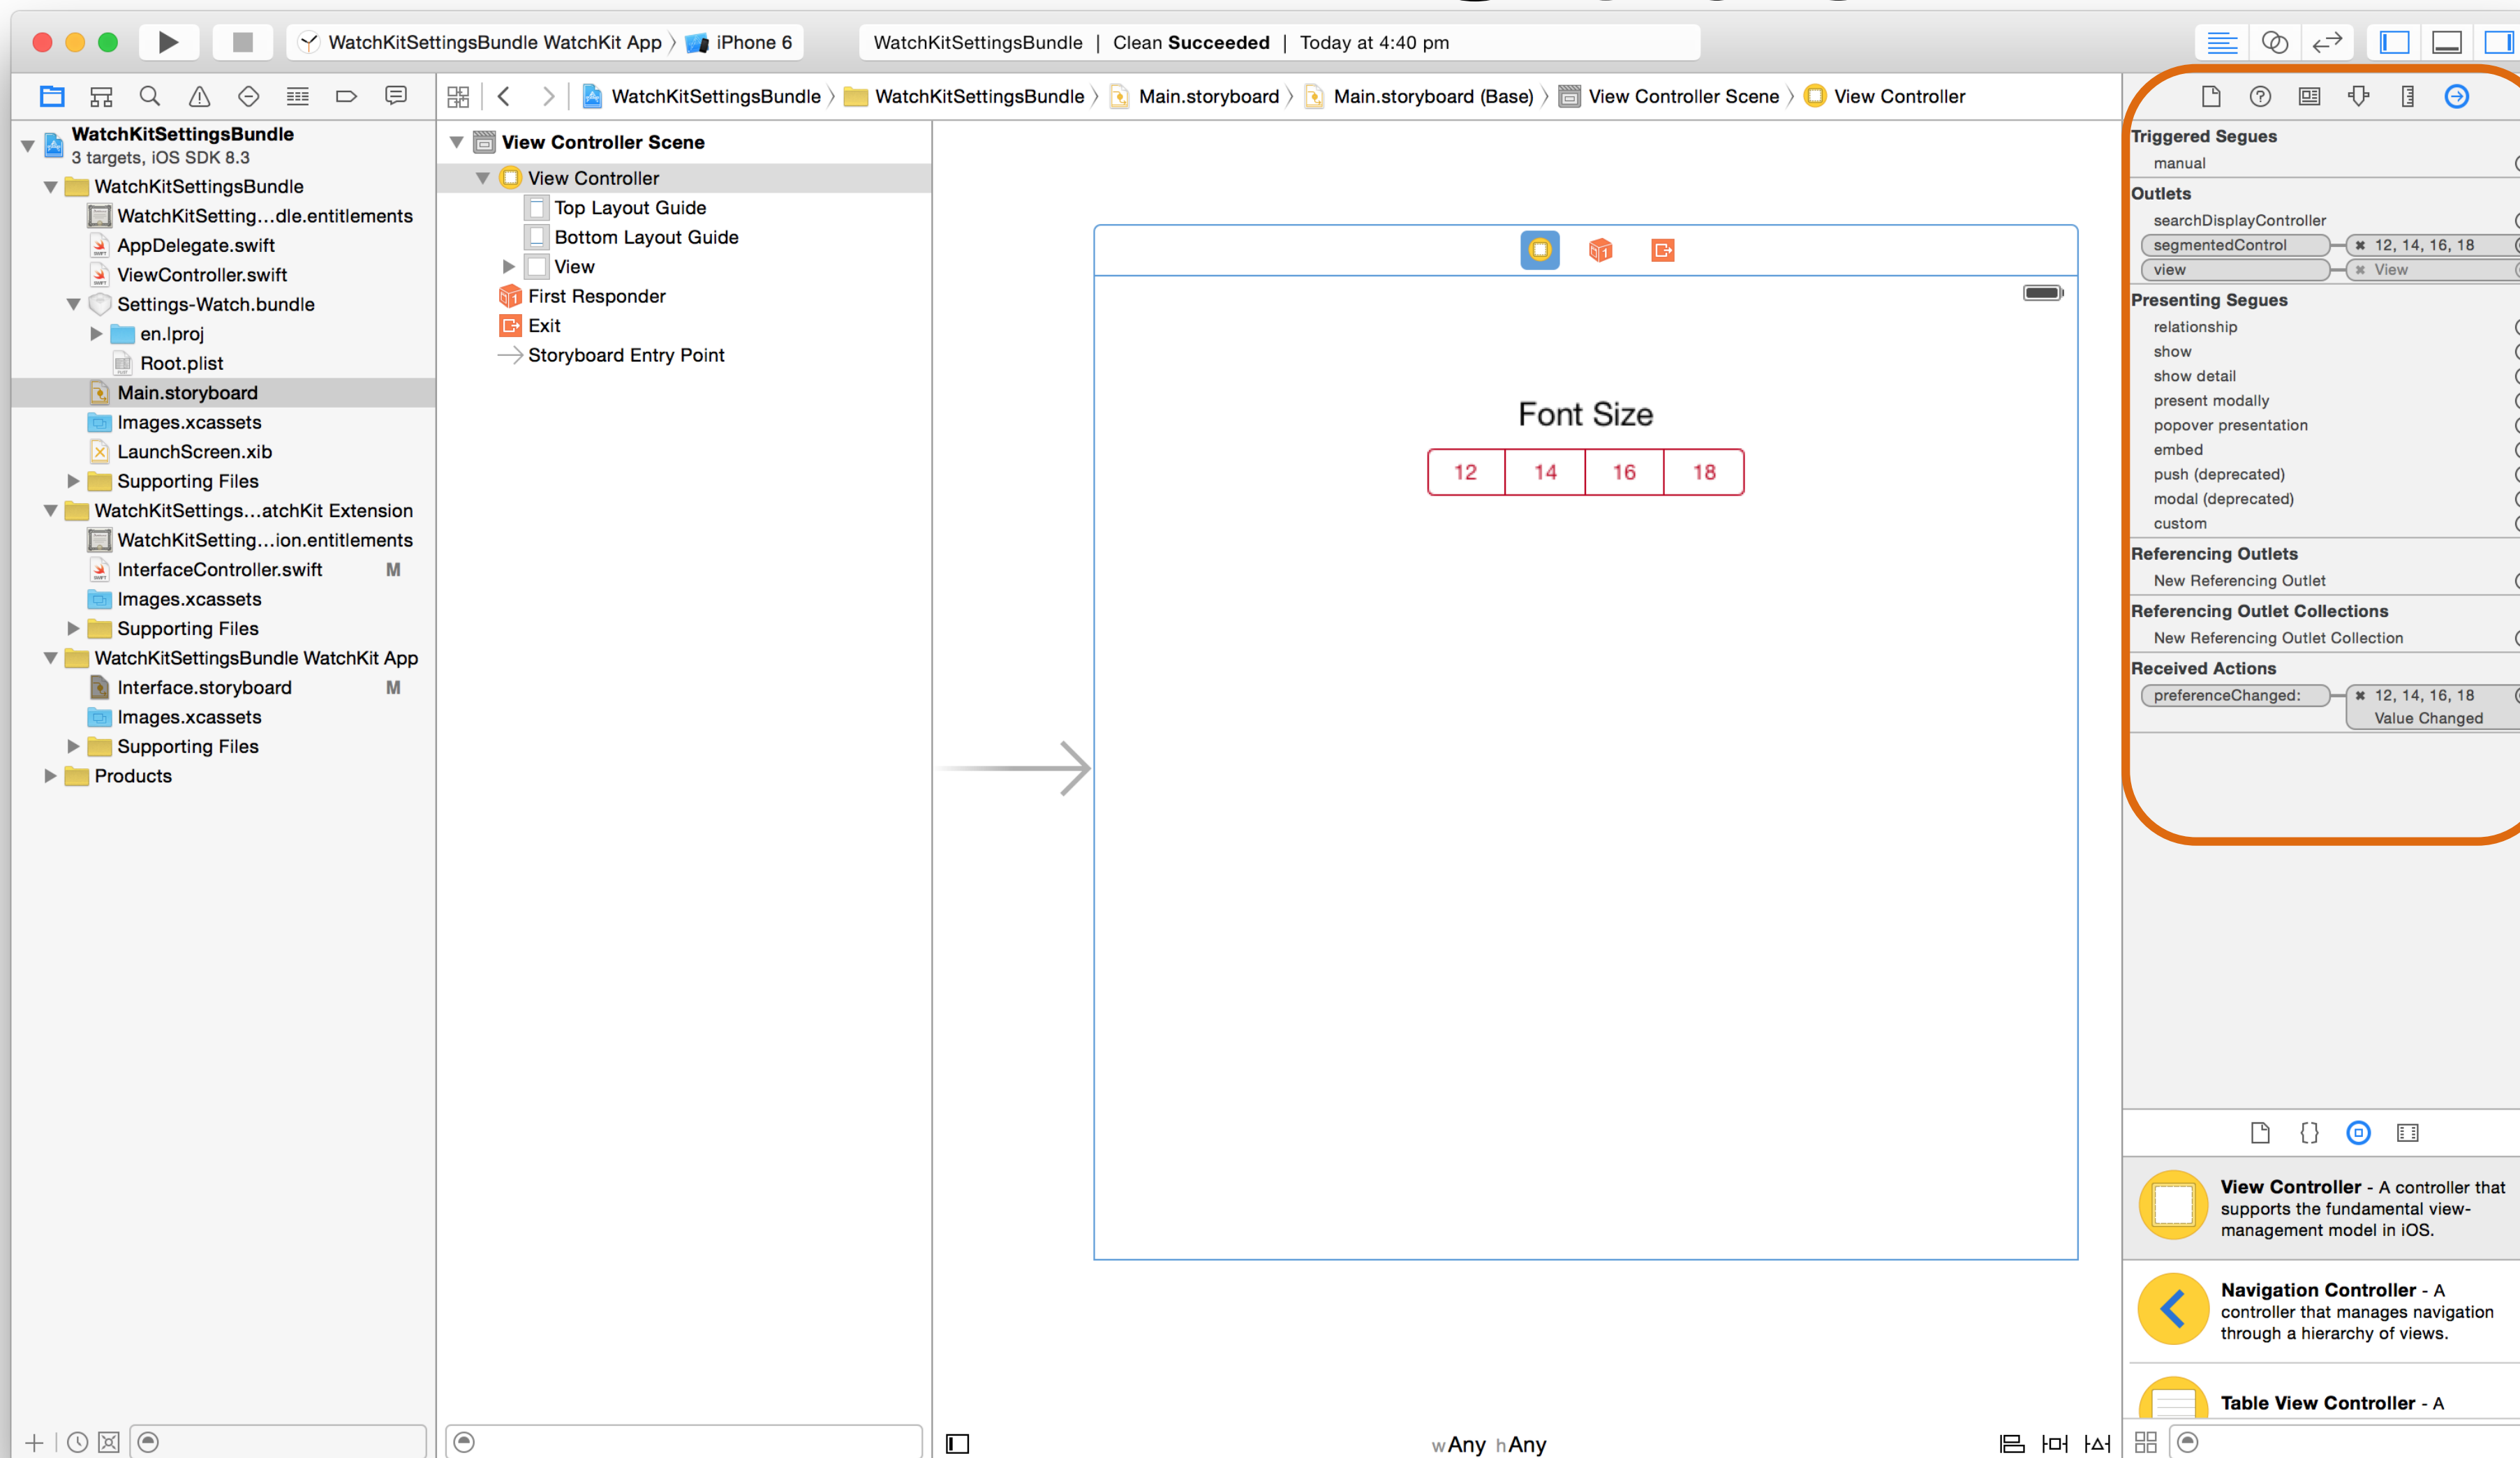 WatchKitSettingsBundle WatchKit App iPhone 6
WatchKitSettingsBundle | Clean Succeeded | Today at 4:40 pm
WatchKitSettingsBundle WatchKitSettingsBundle Main.storyboard Main.storyboard (Base) View Controller Scene View Controller
WatchKitSettingsBundle
3 targets, iOS SDK 8.3
WatchKitSettingsBundle
WatchKitSetting...dle.entitlements
AppDelegate.swift
ViewController.swift
Settings-Watch.bundle
en.lproj
Root.plist
Main.storyboard
Images.xcassets
LaunchScreen.xib
Supporting Files
WatchKitSettings...atchKit Extension
WatchKitSetting...ion.entitlements
InterfaceController.swift M
Images.xcassets
Supporting Files
WatchKitSettingsBundle WatchKit App
Interface.storyboard M
Images.xcassets
Supporting Files
Products
View Controller Scene
View Controller
Top Layout Guide
Bottom Layout Guide
View
First Responder
Exit
Storyboard Entry Point
Font Size
12 14 16 18
wAny hAny
Triggered Segues
manual
Outlets
searchDisplayController
segmentedControl 12, 14, 16, 18
view View
Presenting Segues
relationship
show
show detail
present modally
popover presentation
embed
push (deprecated)
modal (deprecated)
custom
Referencing Outlets
New Referencing Outlet
Referencing Outlet Collections
New Referencing Outlet Collection
Received Actions
preferenceChanged: 12, 14, 16, 18
Value Changed
View Controller - A controller that
supports the fundamental view-
management model in iOS.
Navigation Controller - A
controller that manages navigation
through a hierarchy of views.
Table View Controller - A